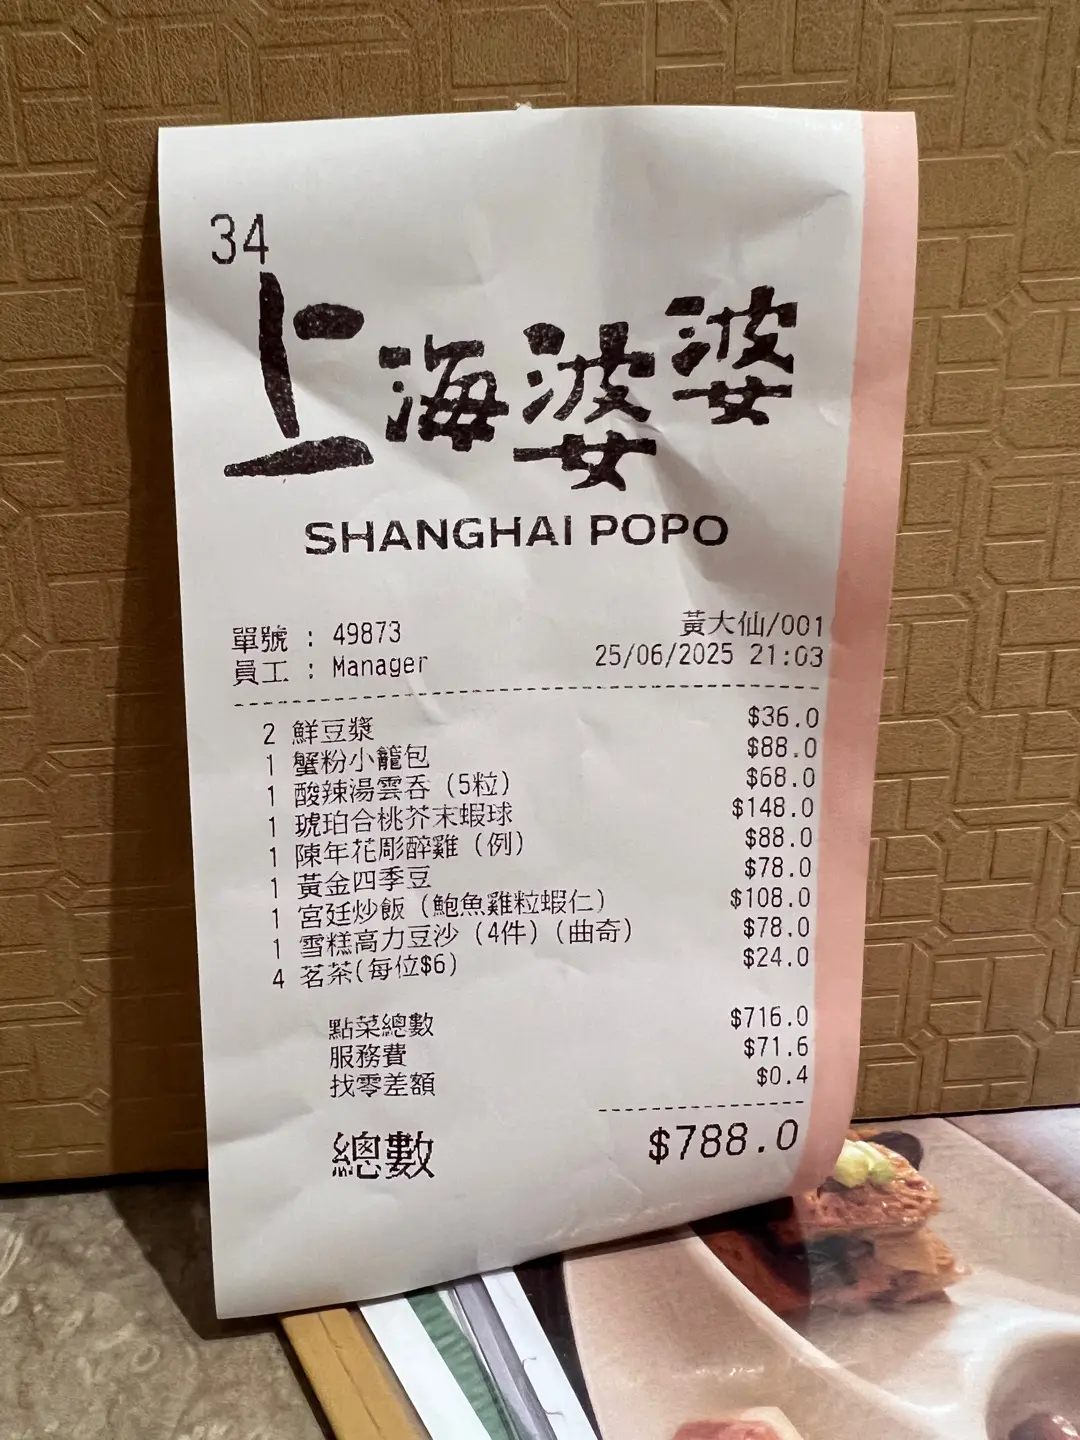 34
上海婆婆
SHANGHAI POPO
單號 : 49873 黃大仙/001
員工 : Manager 25/06/2025 21:03
2 鮮豆漿 $36.0
1 蟹粉小籠包 $88.0
1 酸辣湯雲吞 (5粒) $68.0
1 琥珀合桃芥末蝦球 $148.0
1 陳年花彫醉雞 (例) $88.0
1 黃金四季豆 $78.0
1 宮廷炒飯 (鮑魚雞粒蝦仁) $108.0
1 雪糕高力豆沙 (4件) (曲奇) $78.0
4 茗茶(每位$6) $24.0
點菜總數 $716.0
服務費 $71.6
找零差額 $0.4
總數 $788.0